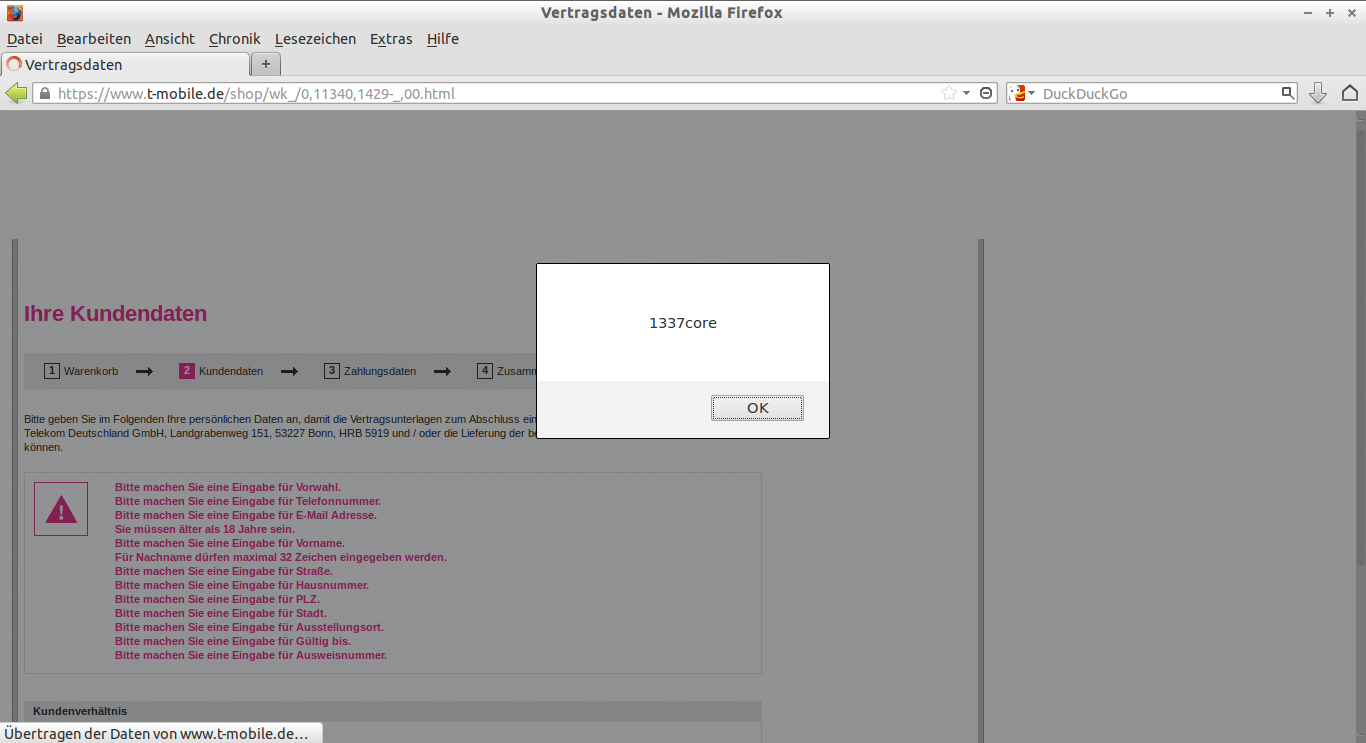 Vertragsdaten - Mozilla Firefox
Datei Bearbeiten Ansicht Chronik Lesezeichen Extras Hilfe
Vertragsdaten
https://www.t-mobile.de/shop/wk_/0,11340,1429-_,00.html DuckDuckGo
1337core
OK
Ihre Kundendaten
1 Warenkorb 2 Kundendaten 3 Zahlungsdaten 4 Zusamm
Bitte geben Sie im Folgenden Ihre persönlichen Daten an, damit die Vertragsunterlagen zum Abschluss ein
Telekom Deutschland GmbH, Landgrabenweg 151, 53227 Bonn, HRB 5919 und / oder die Lieferung der be
können.
Bitte machen Sie eine Eingabe für Vorwahl.
Bitte machen Sie eine Eingabe für Telefonnummer.
Bitte machen Sie eine Eingabe für E-Mail Adresse.
Sie müssen älter als 18 Jahre sein.
Bitte machen Sie eine Eingabe für Vorname.
Für Nachname dürfen maximal 32 Zeichen eingegeben werden.
Bitte machen Sie eine Eingabe für Straße.
Bitte machen Sie eine Eingabe für Hausnummer.
Bitte machen Sie eine Eingabe für PLZ.
Bitte machen Sie eine Eingabe für Stadt.
Bitte machen Sie eine Eingabe für Ausstellungsort.
Bitte machen Sie eine Eingabe für Gültig bis.
Bitte machen Sie eine Eingabe für Ausweisnummer.
Kundenverhältnis
Übertragen der Daten von www.t-mobile.de…